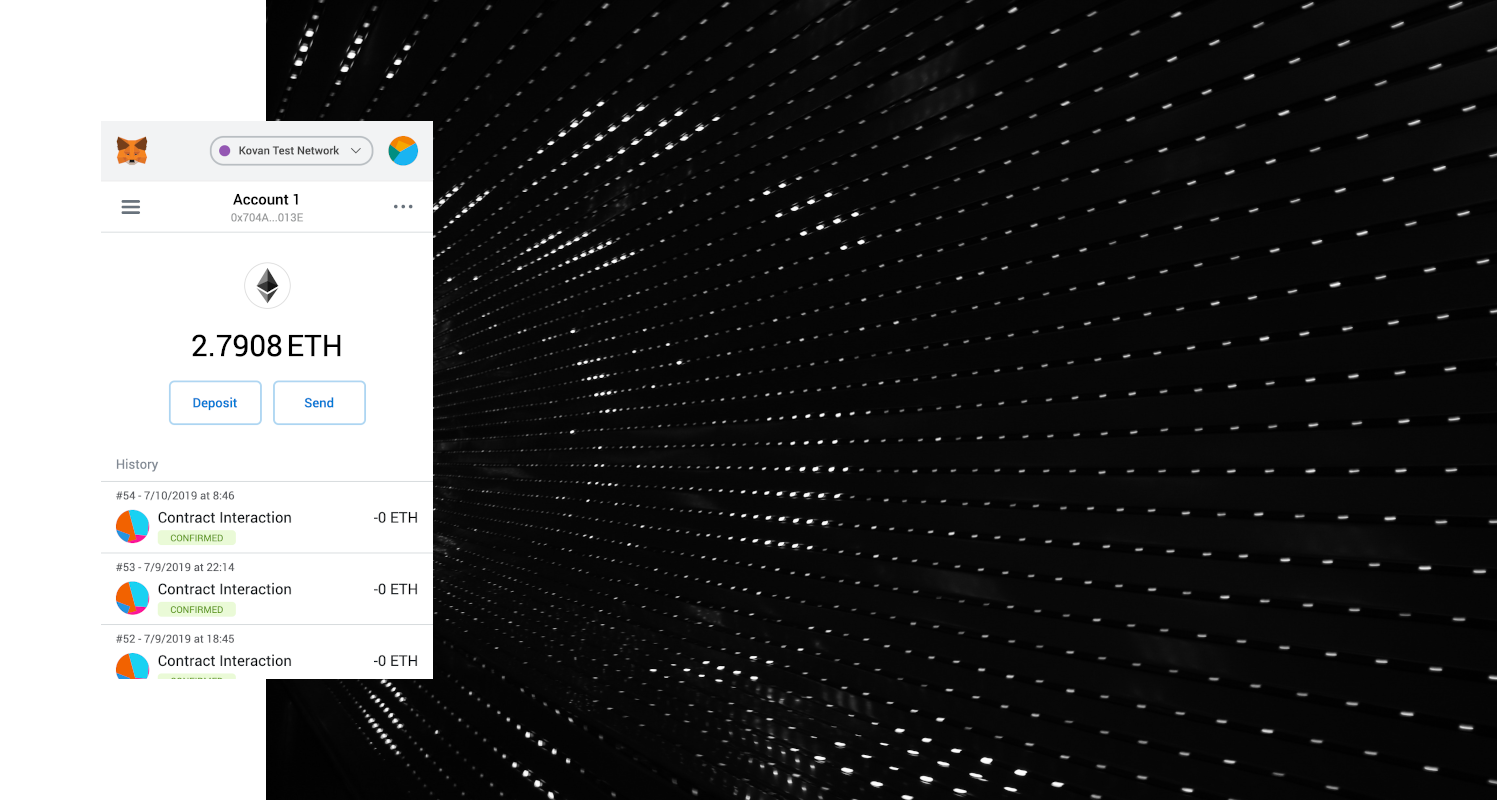 Kovan Test Network
Account 1
0x704A...013E
2.7908 ETH
Deposit
Send
History
#54 - 7/10/2019 at 8:46
Contract Interaction
-0 ETH
CONFIRMED
#53 - 7/9/2019 at 22:14
Contract Interaction
-0 ETH
CONFIRMED
#52 - 7/9/2019 at 18:45
Contract Interaction
-0 ETH